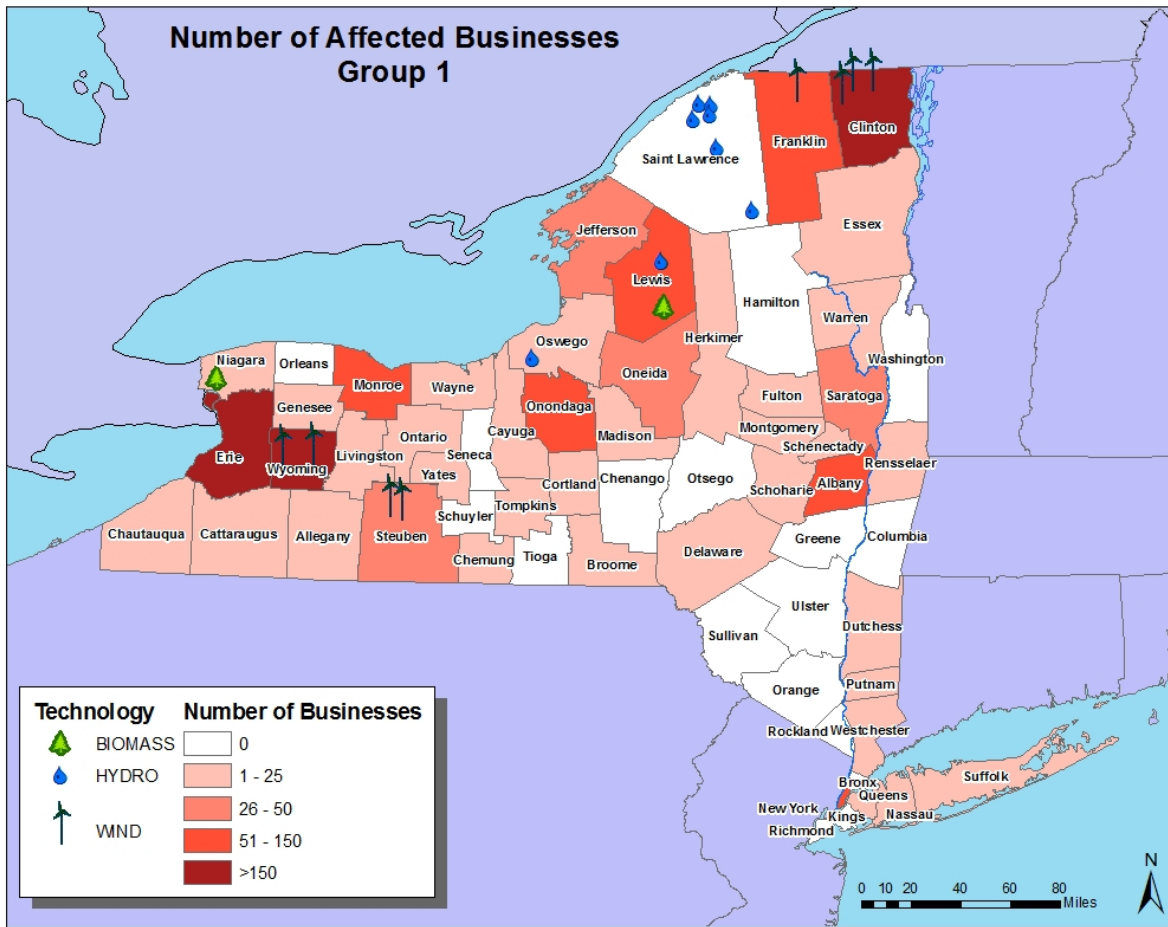 Number of Affected Businesses
Group 1
Clinton
Franklin
Saint Lawrence
Essex
Jefferson
Lewis
Hamilton
Warren
Herkimer
Oswego
Washington
Niagara
Orleans
Oneida
Monroe
Wayne
Fulton
Saratoga
Genesee
Onondaga
Montgomery
Ontario
Cayuga
Madison
Schenectady
Erie
Wyoming
Livingston
Seneca
Rensselaer
Yates
Chenango
Otsego
Cortland
Albany
Schoharie
Tompkins
Schuyler
Chautauqua
Cattaraugus
Allegany
Steuben
Greene
Columbia
Chemung
Tioga
Broome
Delaware
Ulster
Dutchess
Sullivan
Putnam
Orange
Rockland
Westchester
Suffolk
Bronx
Queens
New York
Kings
Nassau
Richmond
Technology
Number of Businesses
BIOMASS
0
HYDRO
1 - 25
26 - 50
WIND
51 - 150
>150
N
0 10 20 40 60 80
Miles